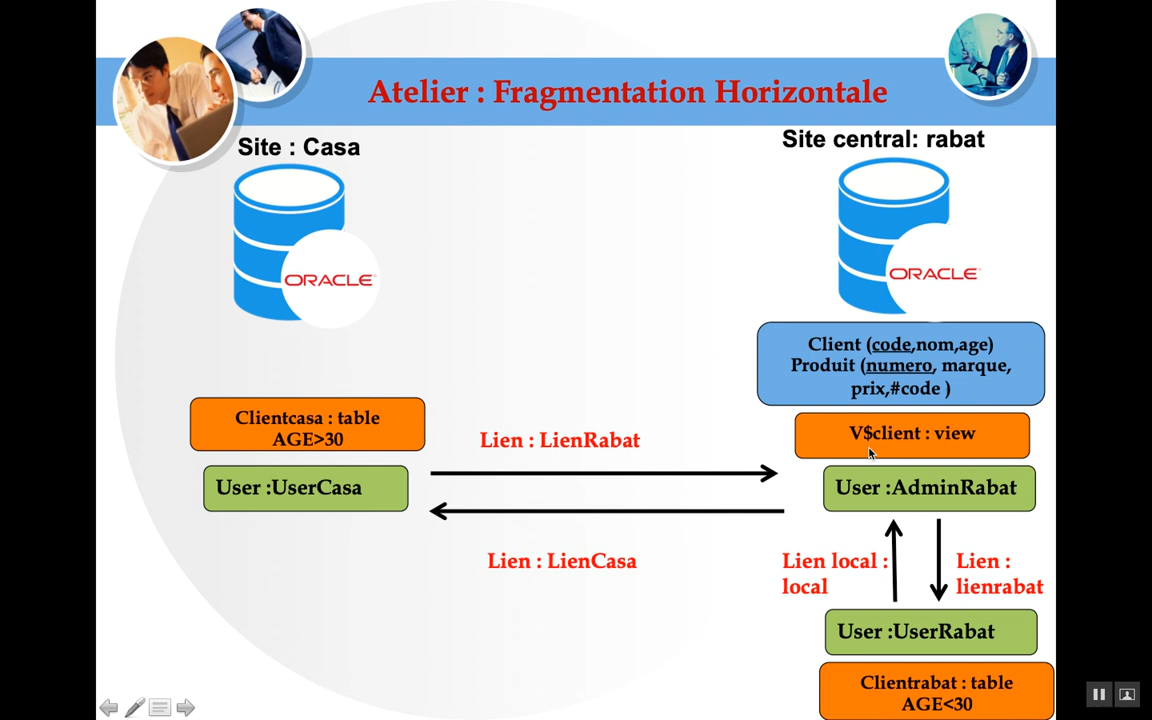 Atelier : Fragmentation Horizontale
Site : Casa
Site central: rabat
ORACLE
ORACLE
Client (code,nom,age)
Produit (numero, marque,
prix,#code )
Clientcasa : table
AGE>30
Lien : LienRabat
V$client : view
User :UserCasa
User :AdminRabat
Lien : LienCasa
Lien local :
local
Lien :
lienrabat
User :UserRabat
Clientrabat : table
AGE<30